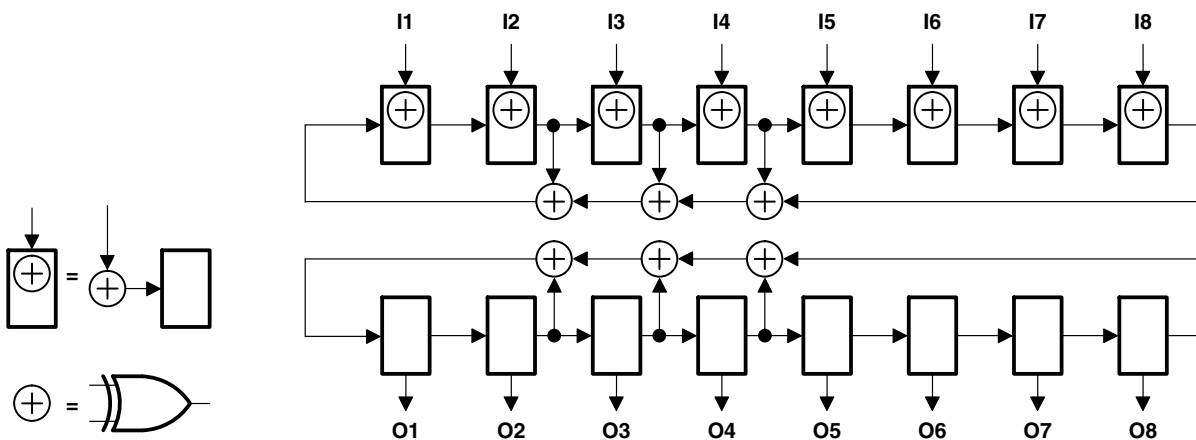 I1 I2 I3 I4 I5 I6 I7 I8
=
=
O1 O2 O3 O4 O5 O6 O7 O8